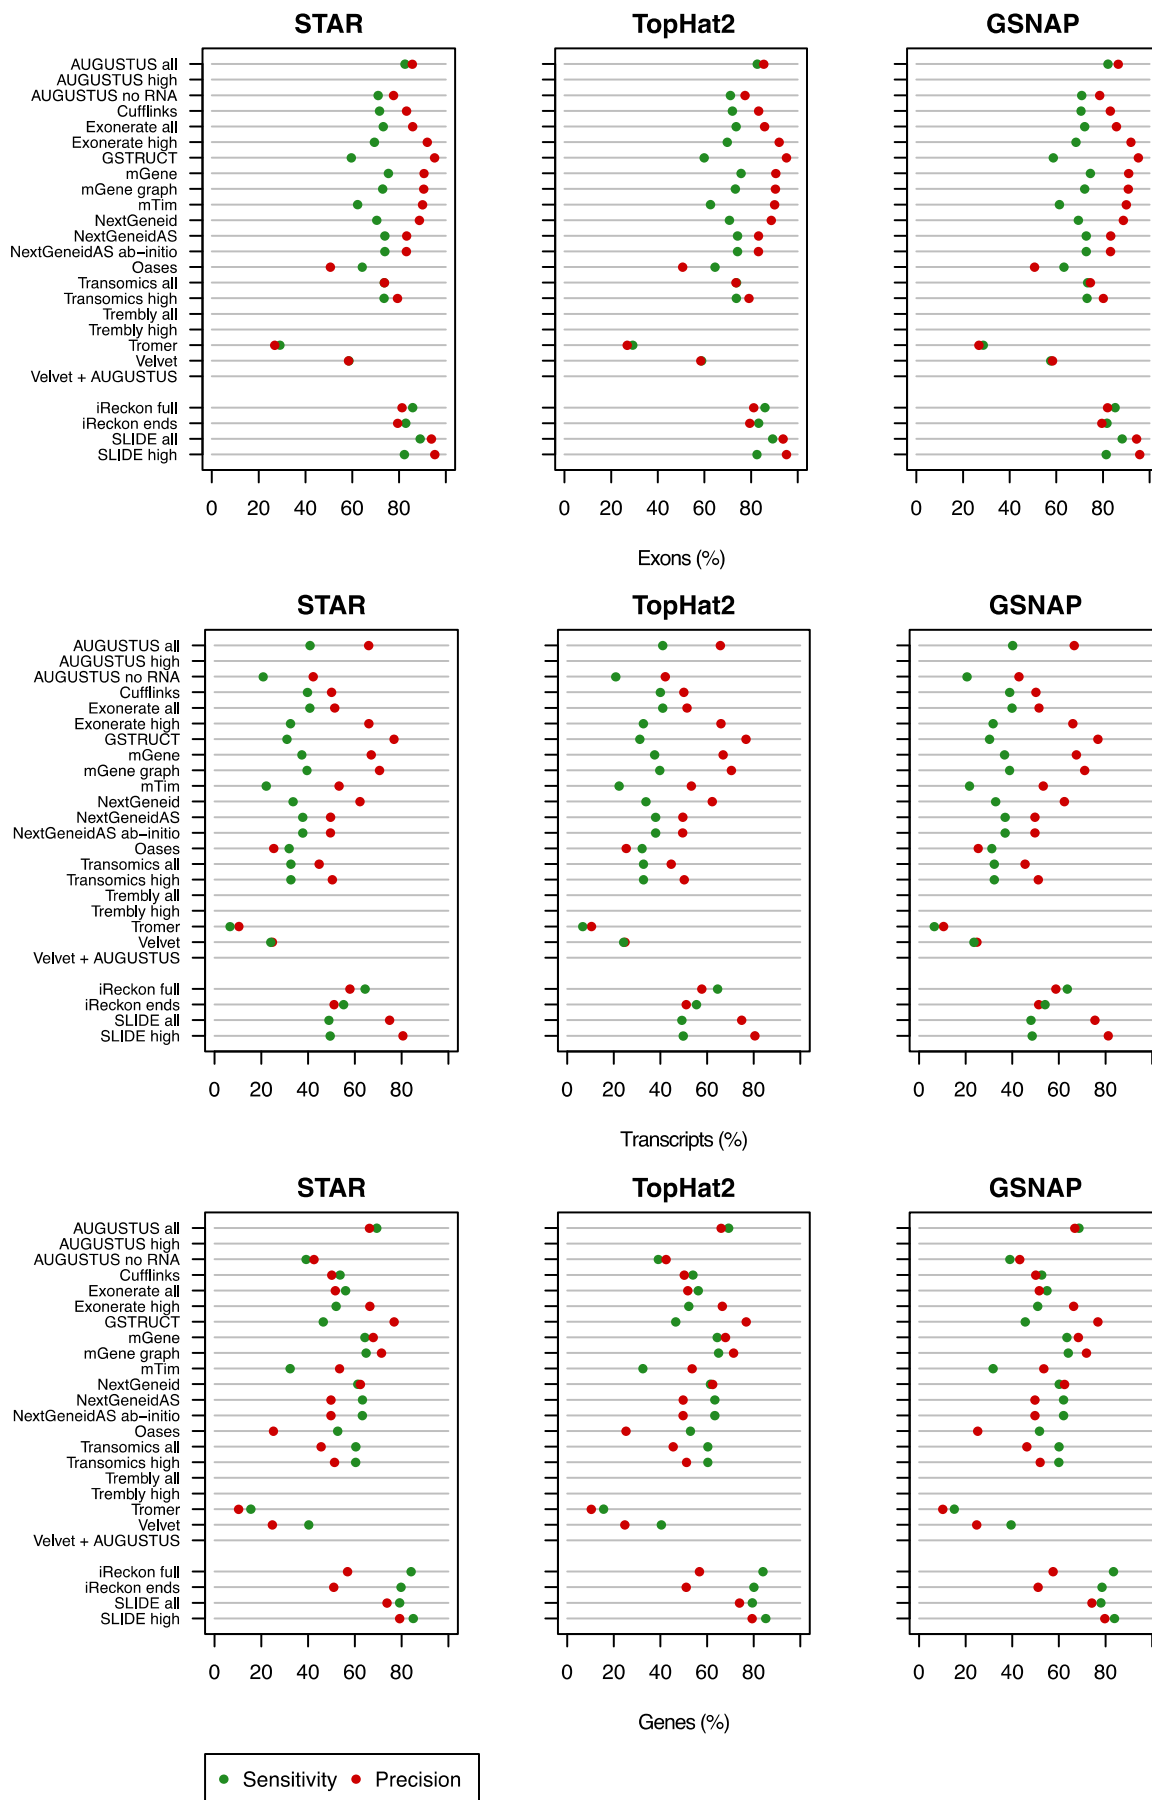 STAR TopHat2 GSNAP
AUGUSTUS all
AUGUSTUS high
AUGUSTUS no RNA
Cufflinks
Exonerate all
Exonerate high
GSTRUCT
mGene
mGene graph
mTim
NextGeneid
NextGeneidAS
NextGeneidAS ab−initio
Oases
Transomics all
Transomics high
Trembly all
Trembly high
Tromer
Velvet
Velvet + AUGUSTUS
iReckon full
iReckon ends
SLIDE all
SLIDE high
0 20 40 60 80 0 20 40 60 80 0 20 40 60 80
Exons (%)
STAR TopHat2 GSNAP
AUGUSTUS all
AUGUSTUS high
AUGUSTUS no RNA
Cufflinks
Exonerate all
Exonerate high
GSTRUCT
mGene
mGene graph
mTim
NextGeneid
NextGeneidAS
NextGeneidAS ab−initio
Oases
Transomics all
Transomics high
Trembly all
Trembly high
Tromer
Velvet
Velvet + AUGUSTUS
iReckon full
iReckon ends
SLIDE all
SLIDE high
0 20 40 60 80 0 20 40 60 80 0 20 40 60 80
Transcripts (%)
STAR TopHat2 GSNAP
AUGUSTUS all
AUGUSTUS high
AUGUSTUS no RNA
Cufflinks
Exonerate all
Exonerate high
GSTRUCT
mGene
mGene graph
mTim
NextGeneid
NextGeneidAS
NextGeneidAS ab−initio
Oases
Transomics all
Transomics high
Trembly all
Trembly high
Tromer
Velvet
Velvet + AUGUSTUS
iReckon full
iReckon ends
SLIDE all
SLIDE high
0 20 40 60 80 0 20 40 60 80 0 20 40 60 80
Genes (%)
Sensitivity Precision